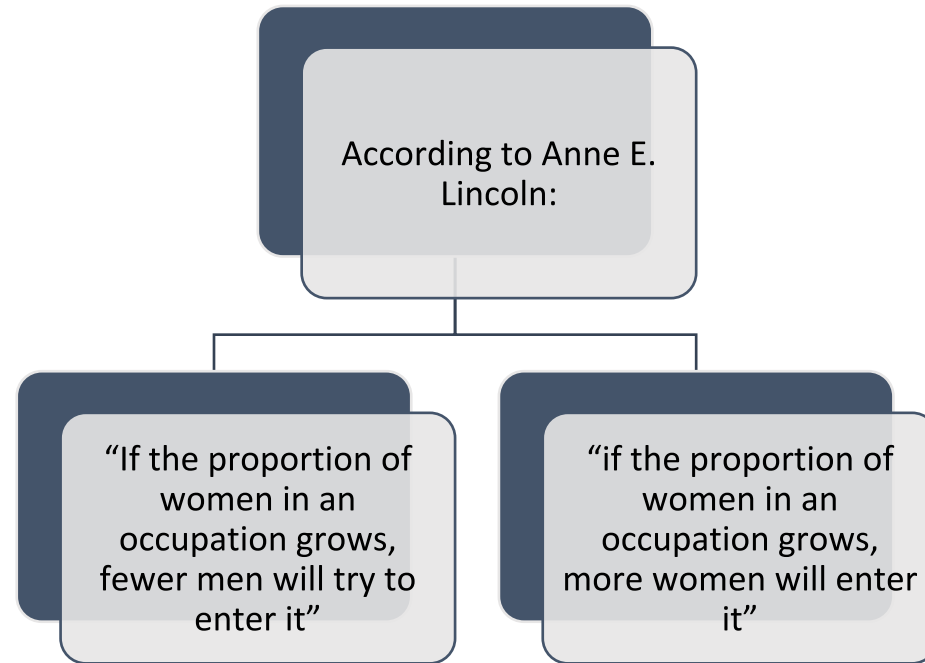 According to Anne E.
Lincoln:
“If the proportion of
women in an
occupation grows,
fewer men will try to
enter it”
“if the proportion of
women in an
occupation grows,
more women will enter
it”